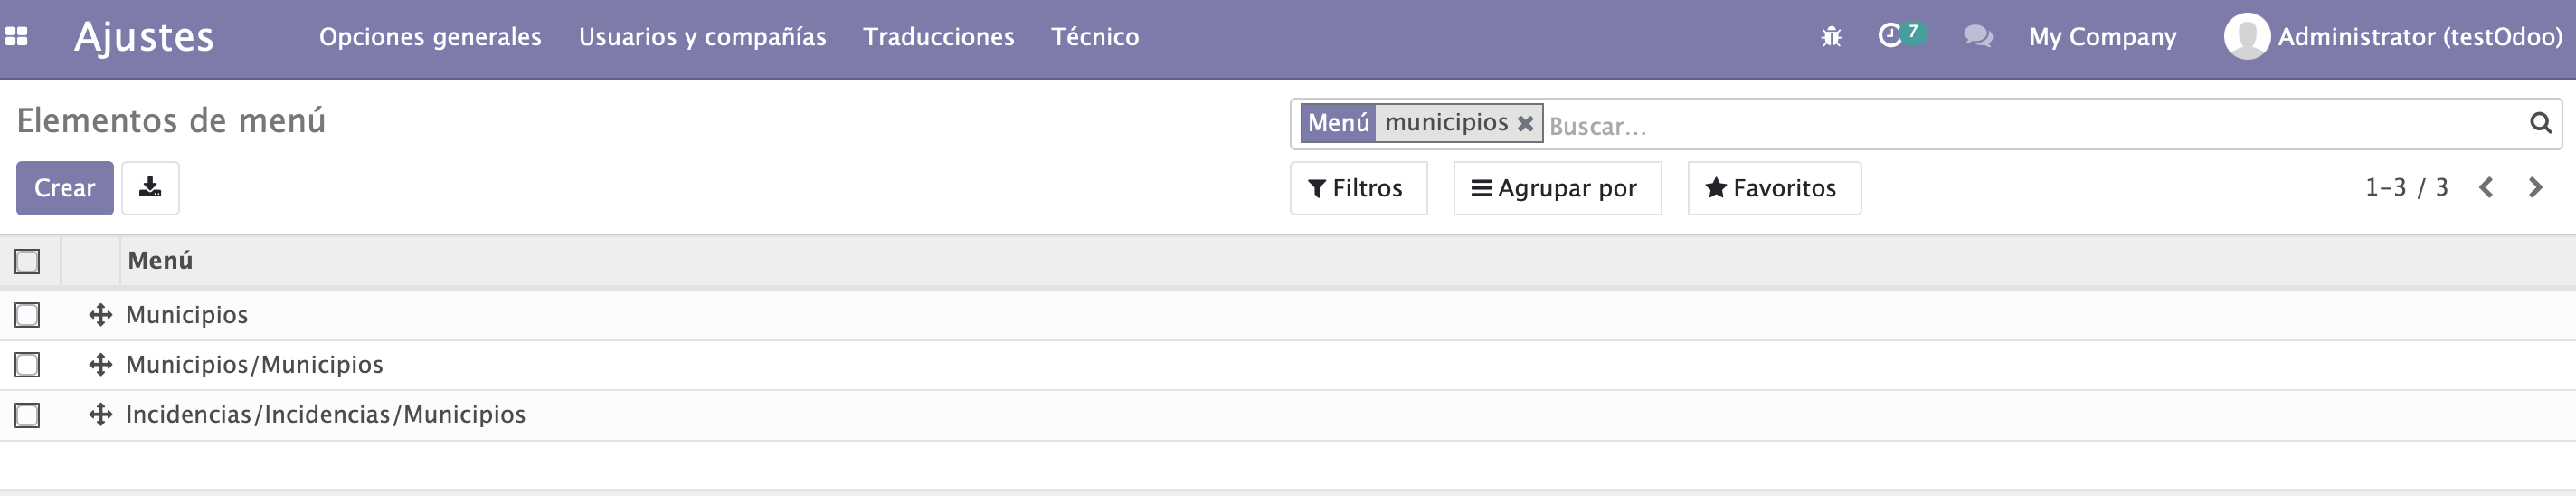 Ajustes Opciones generales Usuarios y compañías Traducciones Técnico 7 My Company Administrator (testOdoo)
Elementos de menú Menú municipios Buscar...
Crear Filtros Agrupar por Favoritos 1-3 / 3
Menú
Municipios
Municipios/Municipios
Incidencias/Incidencias/Municipios